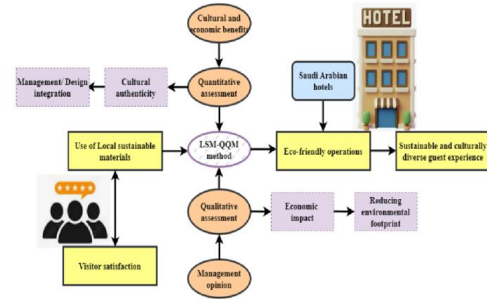 HOTEL
Cultural and
economic benefits
Management/ Design
integration
Cultural
authenticity
Quantitative
assessment
Saudi Arabian
hotels
Use of Local sustainable
materials
LSM-QQM
method
Eco-friendly operations
Sustainable and culturally
diverse guest experience
Qualitative
assessment
Economic
impact
Reducing
environmental
footprint
Visitor satisfaction
Management
opinion